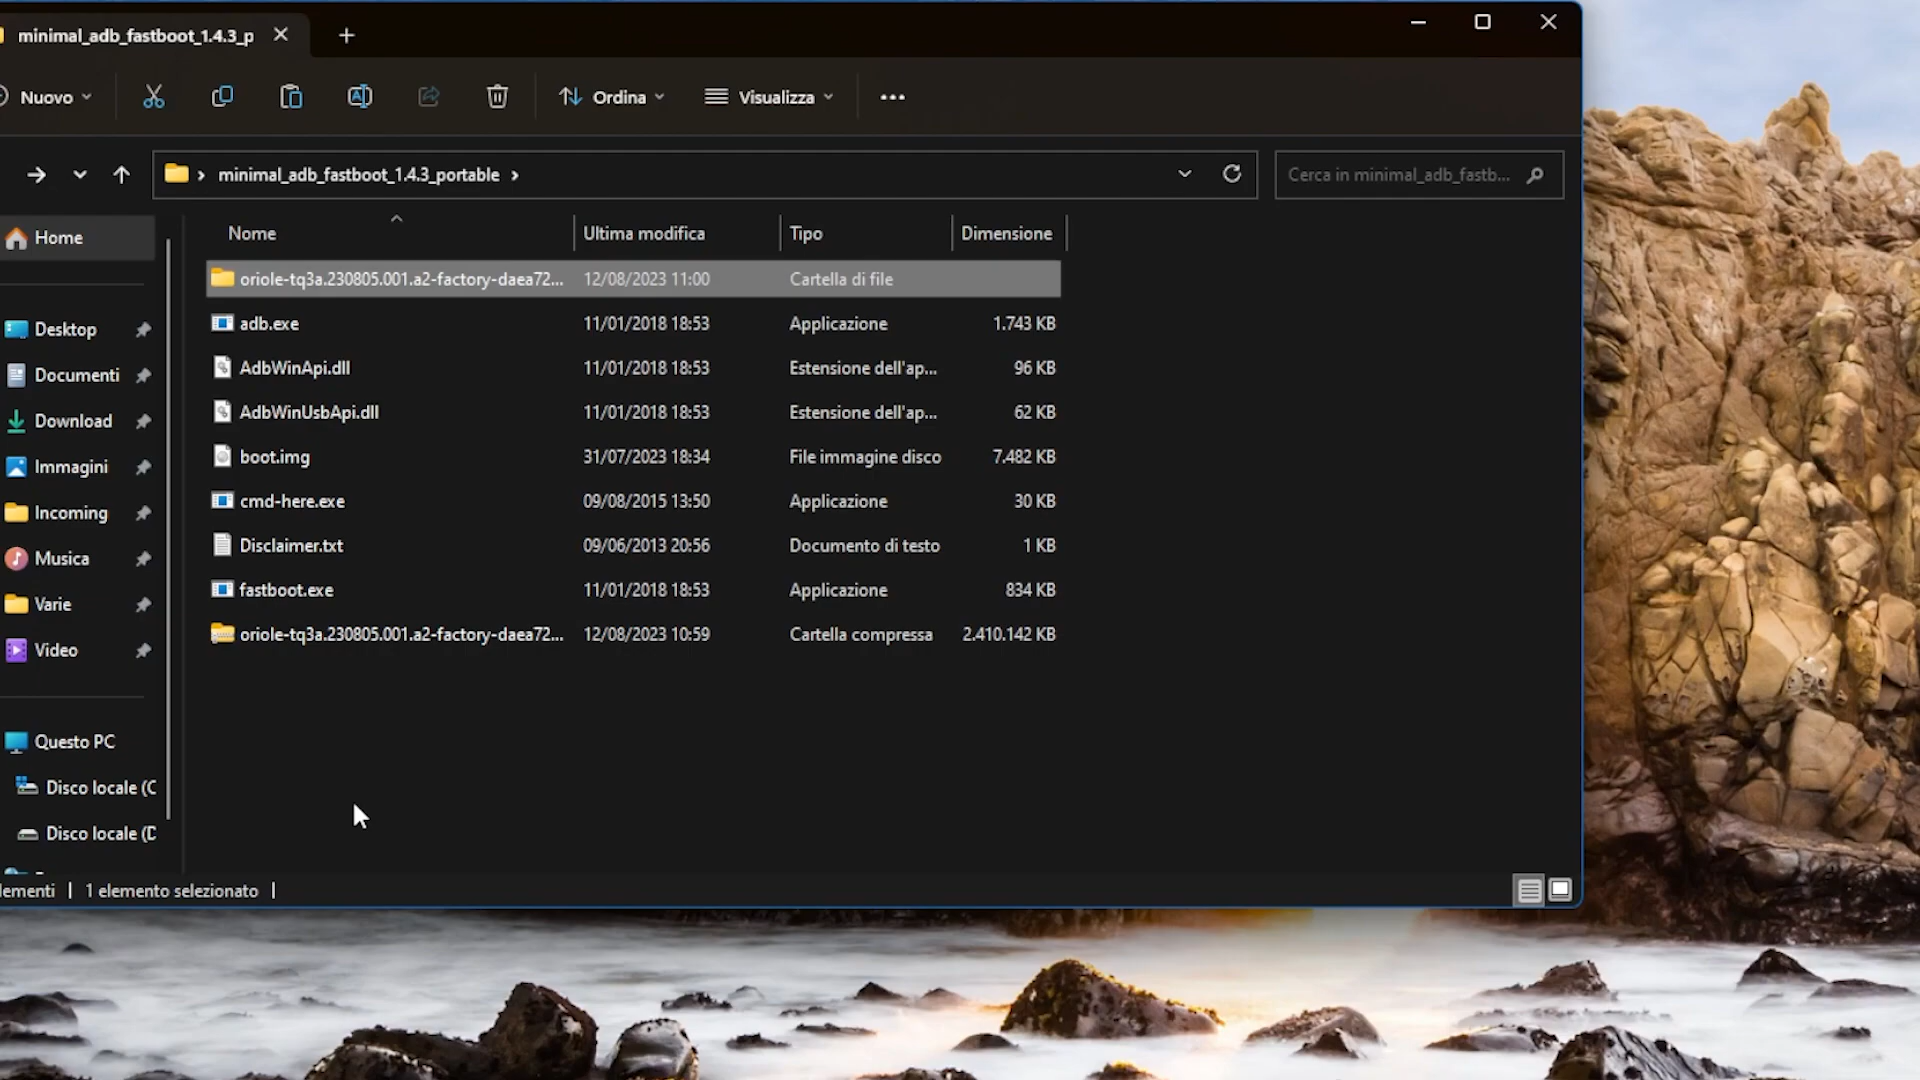 minimal_adb_fastboot_1.4.3_p
Nuovo
Ordina
Visualizza
minimal_adb_fastboot_1.4.3_portable
Cerca in minimal_adb_fastb...
Home
Desktop
Documenti
Download
Immagini
Incoming
Musica
Varie
Video
Questo PC
Disco locale (C
Disco locale (D
Nome Ultima modifica Tipo Dimensione
oriole-tq3a.230805.001.a2-factory-daea72... 12/08/2023 11:00 Cartella di file
adb.exe 11/01/2018 18:53 Applicazione 1.743 KB
AdbWinApi.dll 11/01/2018 18:53 Estensione dell'ap... 96 KB
AdbWinUsbApi.dll 11/01/2018 18:53 Estensione dell'ap... 62 KB
boot.img 31/07/2023 18:34 File immagine disco 7.482 KB
cmd-here.exe 09/08/2015 13:50 Applicazione 30 KB
Disclaimer.txt 09/06/2013 20:56 Documento di testo 1 KB
fastboot.exe 11/01/2018 18:53 Applicazione 834 KB
oriole-tq3a.230805.001.a2-factory-daea72... 12/08/2023 10:59 Cartella compressa 2.410.142 KB
lementi | 1 elemento selezionato |